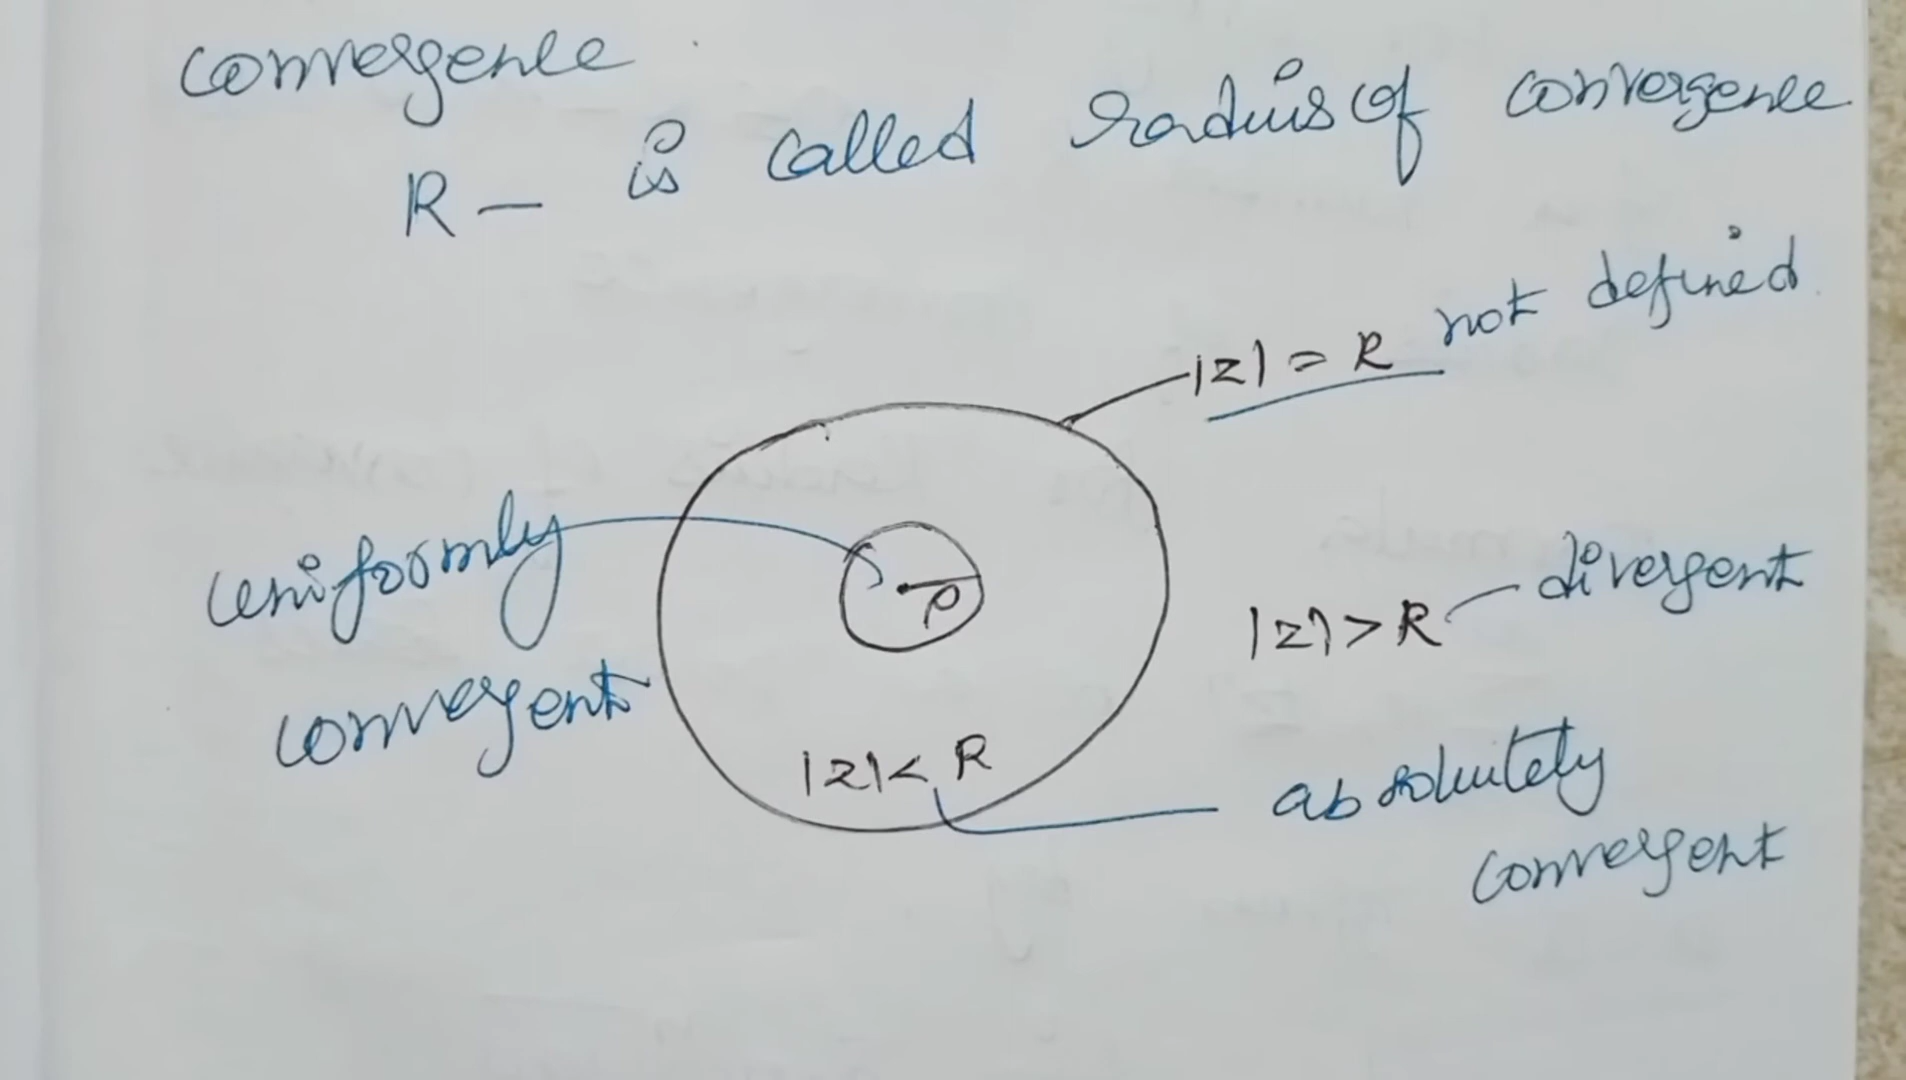 convergence
R — is called radius of convergence
|z| = R not defined
uniformly
convergent
ρ
|z| > R divergent
|z| < R
absolutely
convergent